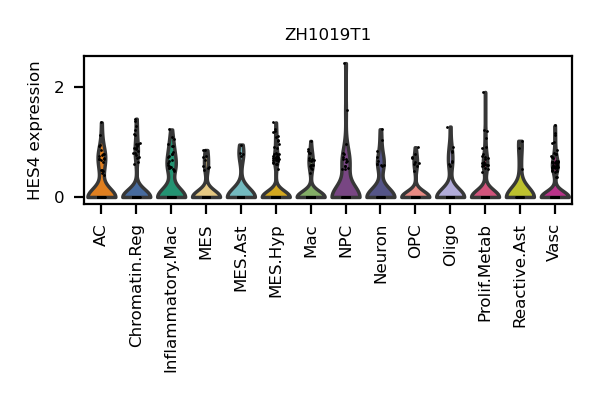 ZH1019T1
HES4 expression
2
0
AC
Chromatin.Reg
Inflammatory.Mac
MES
MES.Ast
MES.Hyp
Mac
NPC
Neuron
OPC
Oligo
Prolif.Metab
Reactive.Ast
Vasc